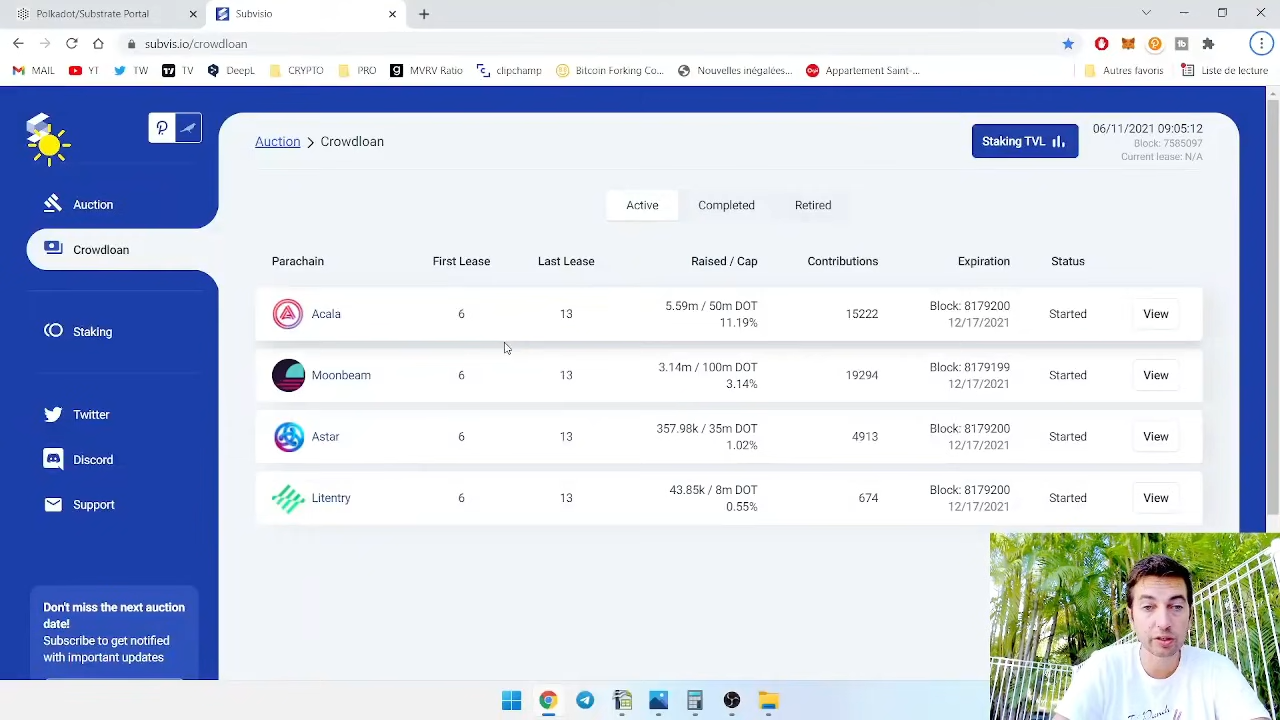 Polkadot/Substrate Portal
Subvisio
subvis.io/crowdloan
MAIL
YT
TW
TV
DeepL
CRYPTO
PRO
MYRV Ratio
clipchamp
Bitcoin Forking Co...
Nouvelles inégales...
Appartement Saint-...
Autres favoris
Liste de lecture
Auction > Crowdloan
Staking TVL
06/11/2021 09:05:12
Block: 7585097
Current lease: N/A
Auction
Crowdloan
Staking
Twitter
Discord
Support
Don't miss the next auction
date!
Subscribe to get notified
with important updates
Active Completed Retired
Parachain First Lease Last Lease Raised / Cap Contributions Expiration Status
Acala 6 13 5.59m / 50m DOT 11.19% 15222 Block: 8179200 12/17/2021 Started View
Moonbeam 6 13 3.14m / 100m DOT 3.14% 19294 Block: 8179199 12/17/2021 Started View
Astar 6 13 357.98k / 35m DOT 1.02% 4913 Block: 8179200 12/17/2021 Started View
Litentry 6 13 43.85k / 8m DOT 0.55% 674 Block: 8179200 12/17/2021 Started View